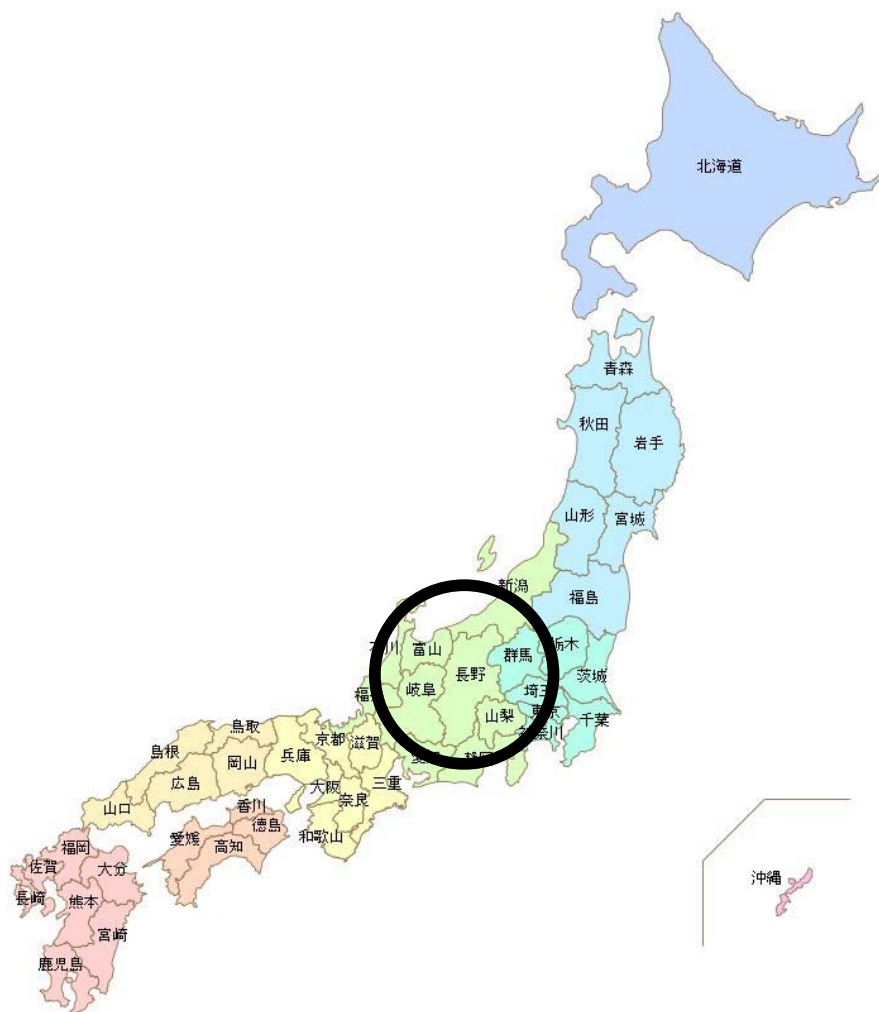 北海道
青森
秋田
岩手
山形
宮城
新潟
福島
栃木
群馬
富山
長野
茨城
岐阜
山梨
千葉
鳥取
京都
滋賀
兵庫
島根
岡山
広島
大阪
三重
奈良
山口
香川
徳島
和歌山
愛媛
高知
福岡
佐賀
大分
長崎
熊本
宮崎
鹿児島
沖縄